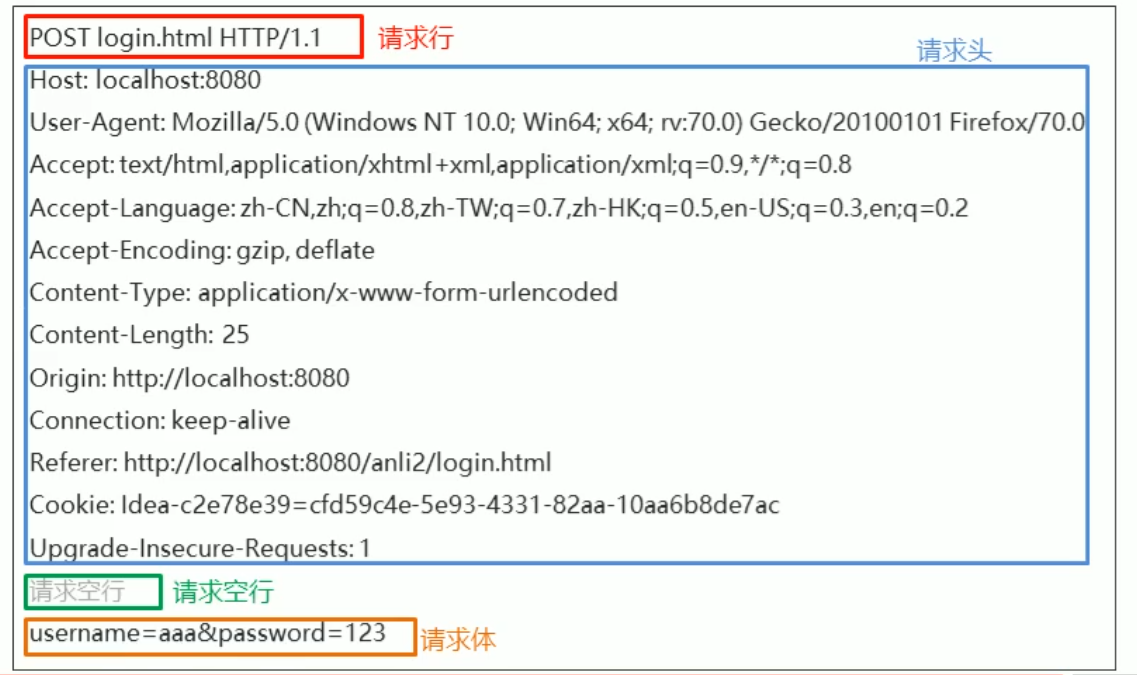 POST login.html HTTP/1.1 请求行
请求头
Host: localhost:8080
User-Agent: Mozilla/5.0 (Windows NT 10.0; Win64; x64; rv:70.0) Gecko/20100101 Firefox/70.0
Accept: text/html,application/xhtml+xml,application/xml;q=0.9,*/*;q=0.8
Accept-Language: zh-CN,zh;q=0.8,zh-TW;q=0.7,zh-HK;q=0.5,en-US;q=0.3,en;q=0.2
Accept-Encoding: gzip, deflate
Content-Type: application/x-www-form-urlencoded
Content-Length: 25
Origin: http://localhost:8080
Connection: keep-alive
Referer: http://localhost:8080/anli2/login.html
Cookie: Idea-c2e78e39=cfd59c4e-5e93-4331-82aa-10aa6b8de7ac
Upgrade-Insecure-Requests: 1
请求空行 请求空行
username=aaa&password=123 请求体